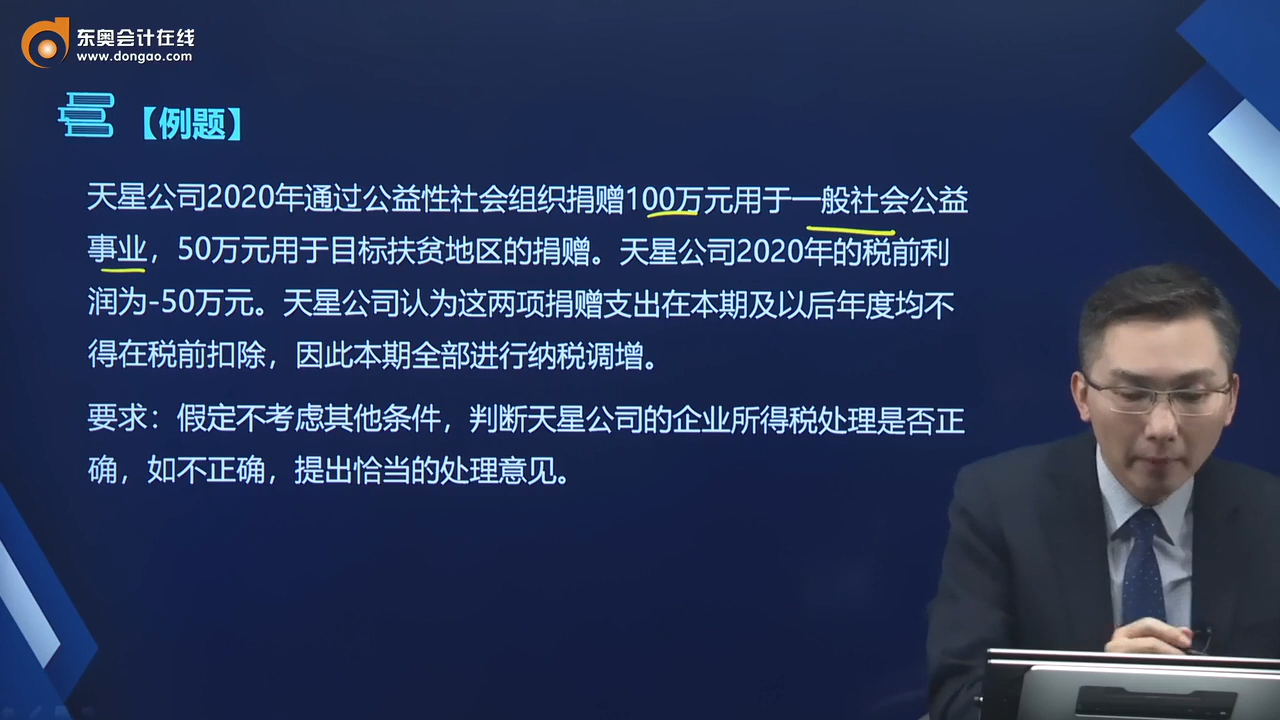 东奥会计在线
www.dongao.com
【例题】
天星公司2020年通过公益性社会组织捐赠100万元用于一般社会公益
事业，50万元用于目标扶贫地区的捐赠。天星公司2020年的税前利
润为-50万元。天星公司认为这两项捐赠支出在本期及以后年度均不
得在税前扣除，因此本期全部进行纳税调增。
要求：假定不考虑其他条件，判断天星公司的企业所得税处理是否正
确，如不正确，提出恰当的处理意见。